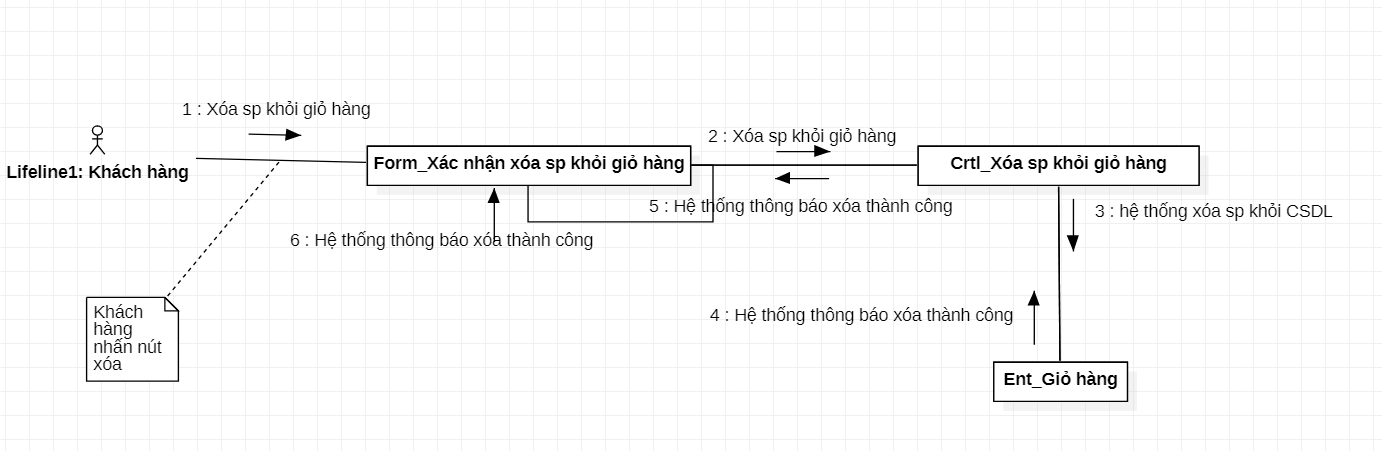 1 : Xóa sp khỏi giỏ hàng
2 : Xóa sp khỏi giỏ hàng
Lifeline1: Khách hàng
Form_Xác nhận xóa sp khỏi giỏ hàng
Crtl_Xóa sp khỏi giỏ hàng
5 : Hệ thống thông báo xóa thành công
3 : hệ thống xóa sp khỏi CSDL
6 : Hệ thống thông báo xóa thành công
Khách
hàng
nhấn nút
xóa
4 : Hệ thống thông báo xóa thành công
Ent_Giỏ hàng